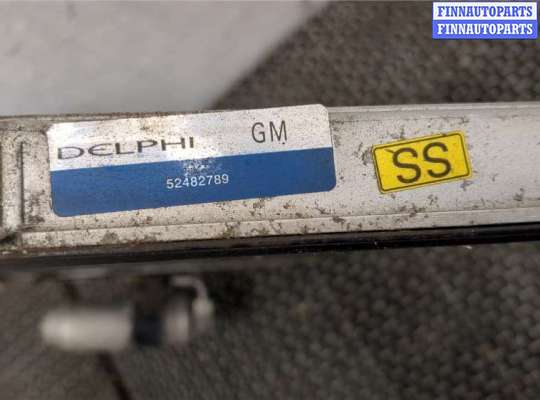 FINNAUTOPARTS
FINNAUTOPARTS
DELPHI GM
52482789
SS